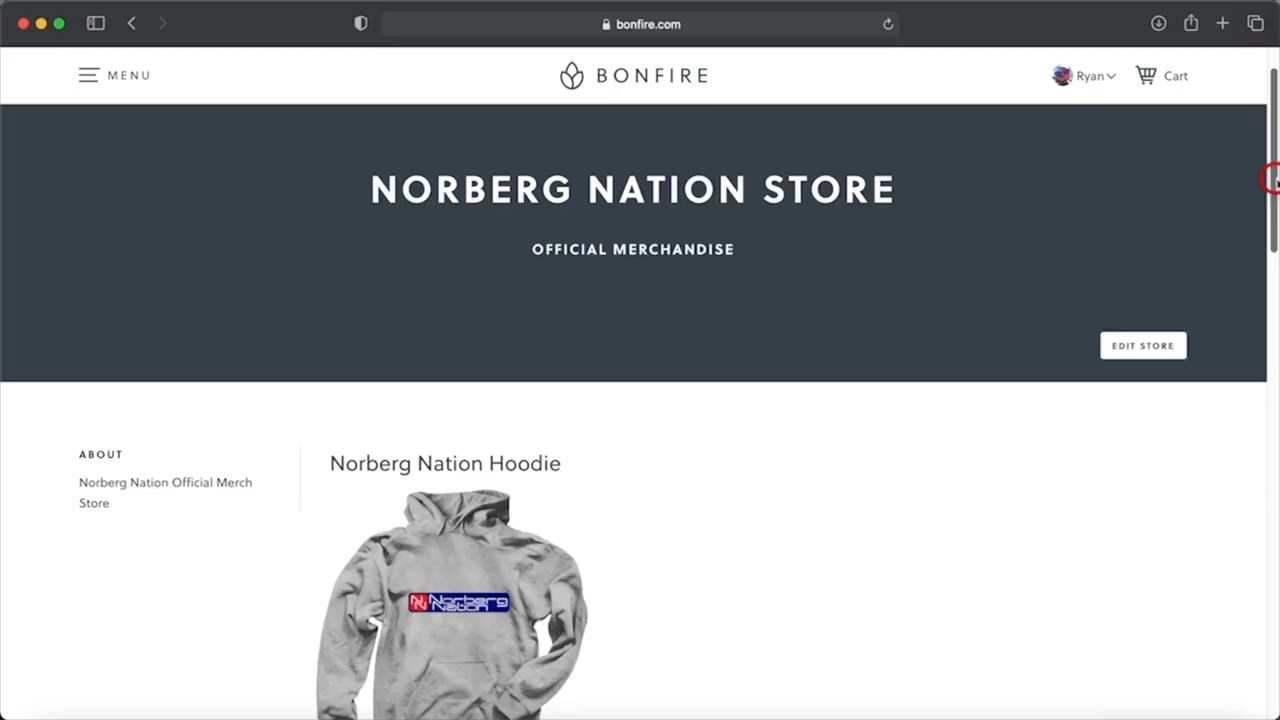 bonfire.com
MENU
BONFIRE
Ryan
Cart
NORBERG NATION STORE
OFFICIAL MERCHANDISE
EDIT STORE
ABOUT
Norberg Nation Official Merch
Store
Norberg Nation Hoodie
Norberg
Nation